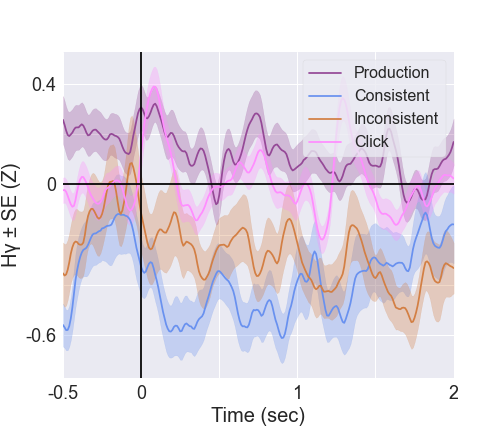 Production
Consistent
Inconsistent
Click
0.4
0
-0.6
Hγ ± SE (Z)
-0.5
0
1
2
Time (sec)